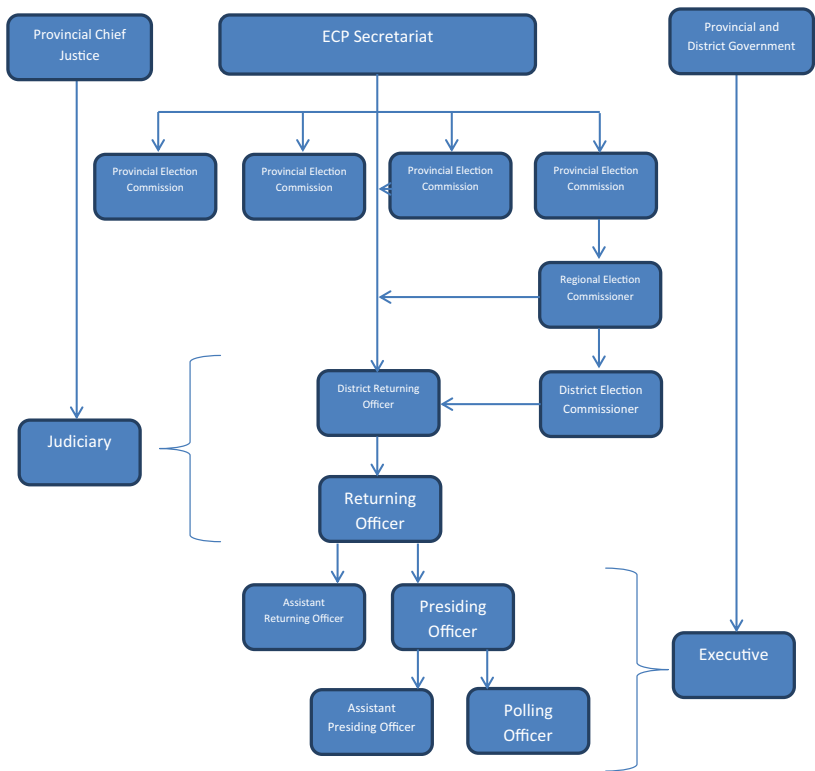 Provincial Chief
Justice
ECP Secretariat
Provincial and
District Government
Provincial Election
Commission
Provincial Election
Commission
Provincial Election
Commission
Provincial Election
Commission
Regional Election
Commissioner
District Returning
Officer
District Election
Commissioner
Judiciary
Returning
Officer
Assistant
Returning Officer
Presiding
Officer
Executive
Assistant
Presiding Officer
Polling
Officer